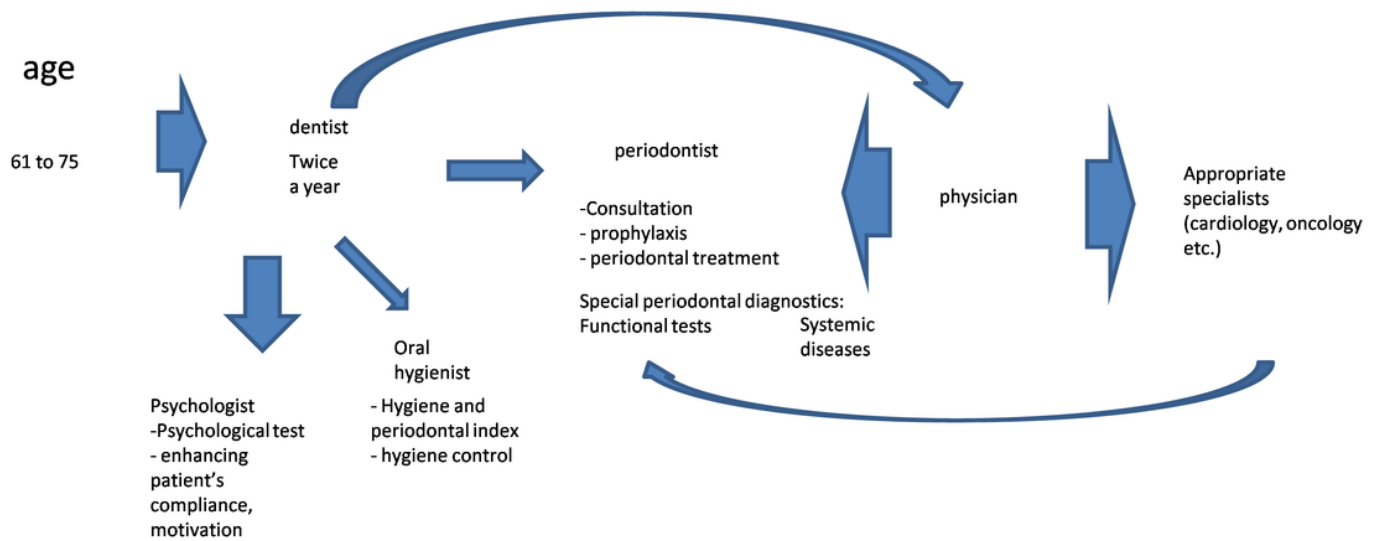 age
61 to 75
dentist
Twice
a year
periodontist
-Consultation
- prophylaxis
- periodontal treatment
Special periodontal diagnostics:
Functional tests
Systemic
diseases
physician
Appropriate
specialists
(cardiology, oncology
etc.)
Psychologist
-Psychological test
- enhancing
patient’s
compliance,
motivation
Oral
hygienist
- Hygiene and
periodontal index
- hygiene control